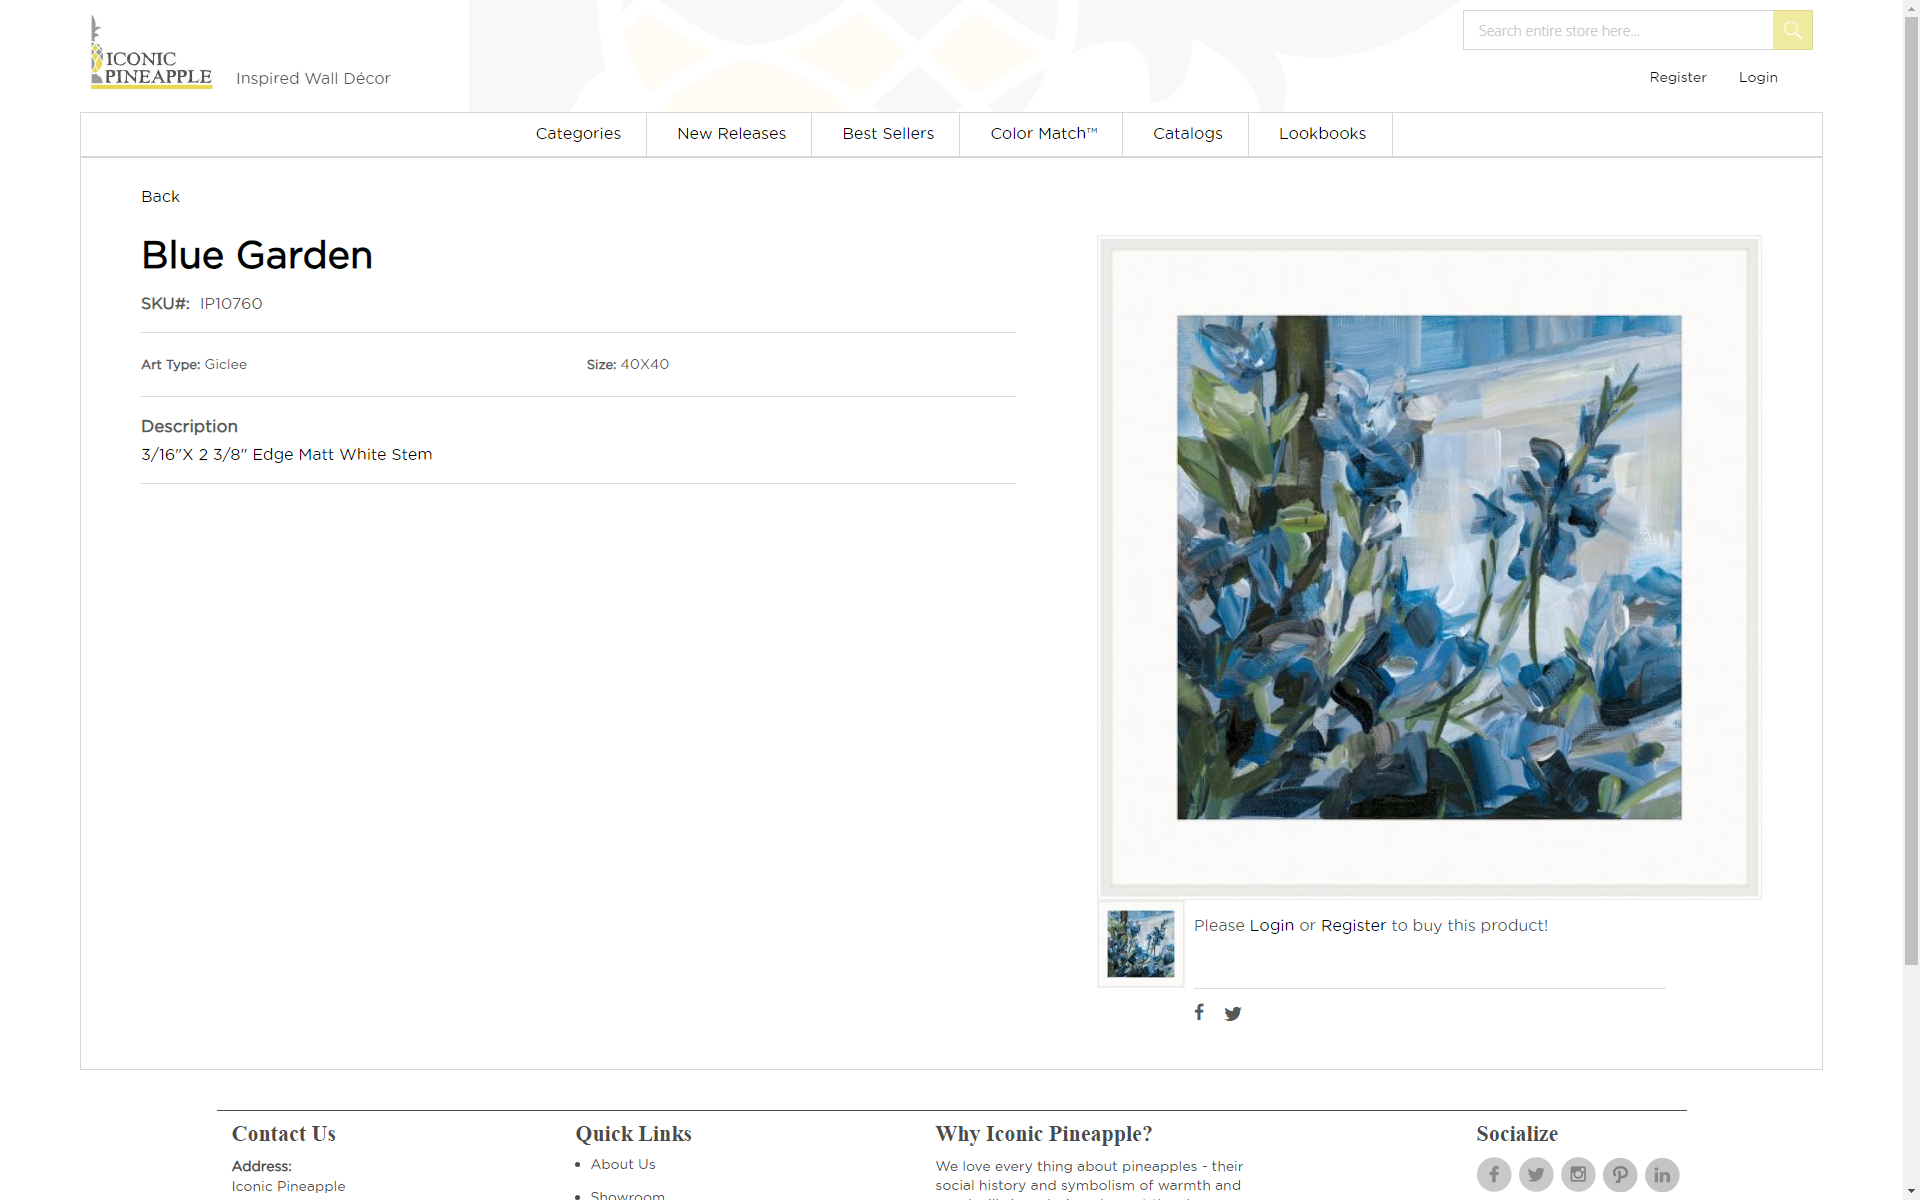 ICONIC
PINEAPPLE
Inspired Wall Décor
Search entire store here...
Register
Login
Categories
New Releases
Best Sellers
Color Match™
Catalogs
Lookbooks
Back
Blue Garden
SKU#: IP10760
Art Type: Giclee
Size: 40X40
Description
3/16"X 2 3/8" Edge Matt White Stem
Please Login or Register to buy this product!
Contact Us
Address:
Iconic Pineapple
Quick Links
About Us
Showroom
Why Iconic Pineapple?
We love every thing about pineapples - their
social history and symbolism of warmth and
Socialize